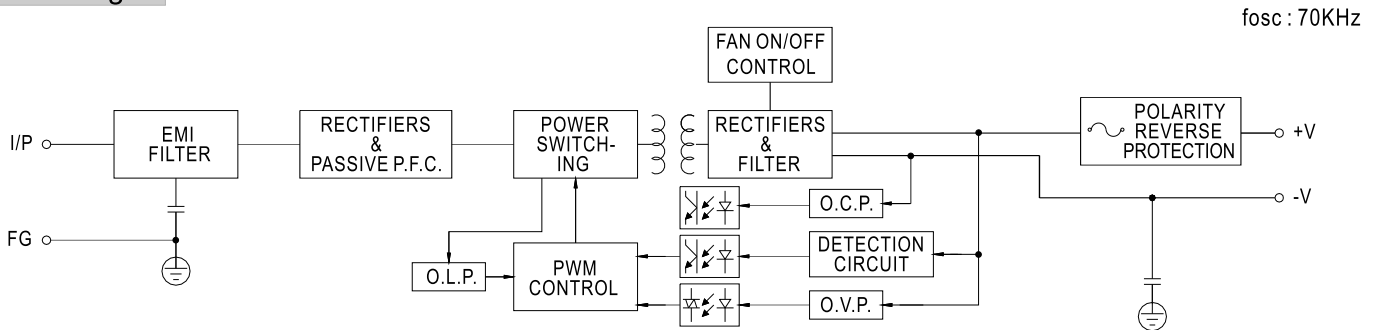 fosc : 70KHz
FAN ON/OFF
CONTROL
I/P
EMI
FILTER
RECTIFIERS
&
PASSIVE P.F.C.
POWER
SWITCH-
ING
RECTIFIERS
&
FILTER
POLARITY
REVERSE
PROTECTION
+V
-V
O.C.P.
FG
O.L.P.
PWM
CONTROL
DETECTION
CIRCUIT
O.V.P.